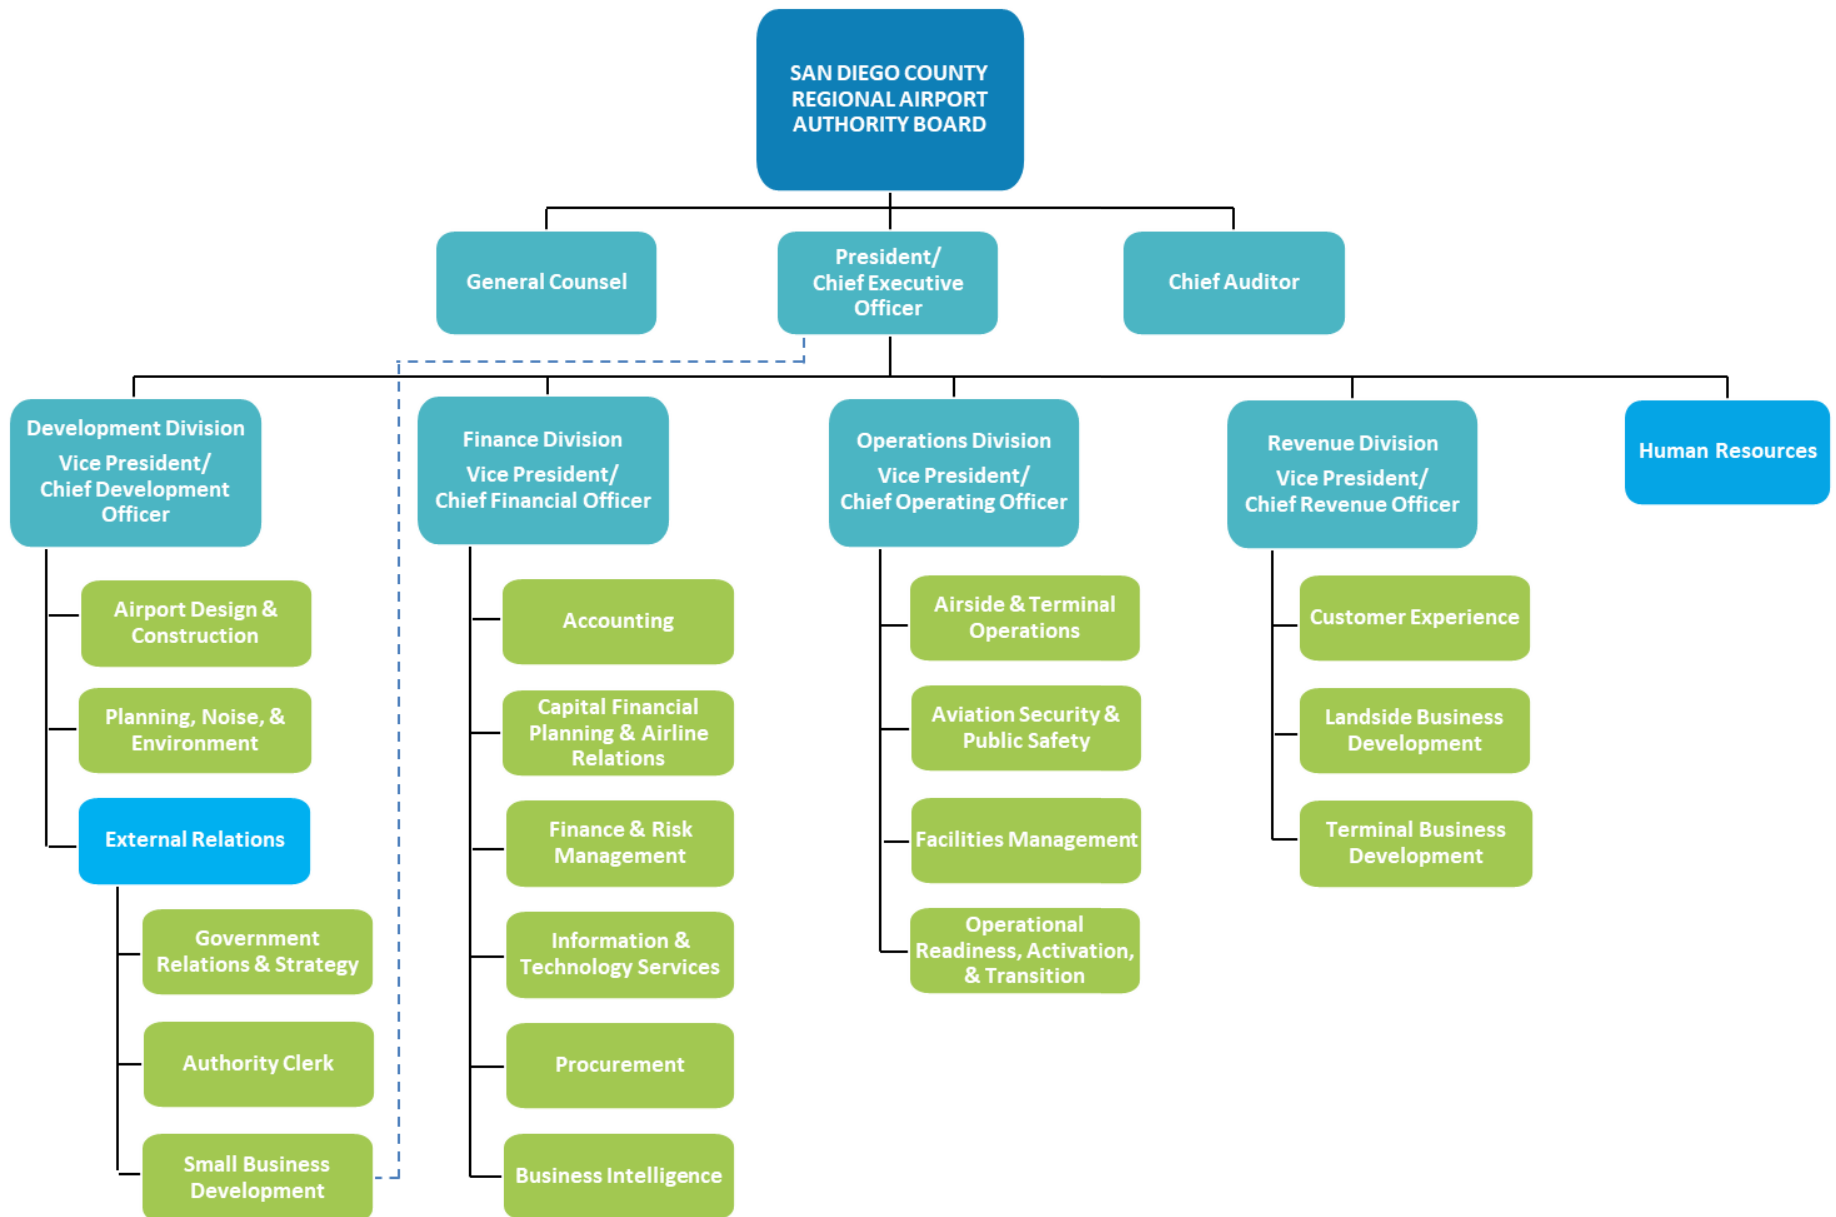 SAN DIEGO COUNTY
REGIONAL AIRPORT
AUTHORITY BOARD
General Counsel
President/
Chief Executive
Officer
Chief Auditor
Development Division
Vice President/
Chief Development
Officer
Finance Division
Vice President/
Chief Financial Officer
Operations Division
Vice President/
Chief Operating Officer
Revenue Division
Vice President/
Chief Revenue Officer
Human Resources
Airport Design &
Construction
Planning, Noise, &
Environment
External Relations
Government
Relations & Strategy
Authority Clerk
Small Business
Development
Accounting
Capital Financial
Planning & Airline
Relations
Finance & Risk
Management
Information &
Technology Services
Procurement
Business Intelligence
Airside & Terminal
Operations
Aviation Security &
Public Safety
Facilities Management
Operational
Readiness, Activation,
& Transition
Customer Experience
Landside Business
Development
Terminal Business
Development